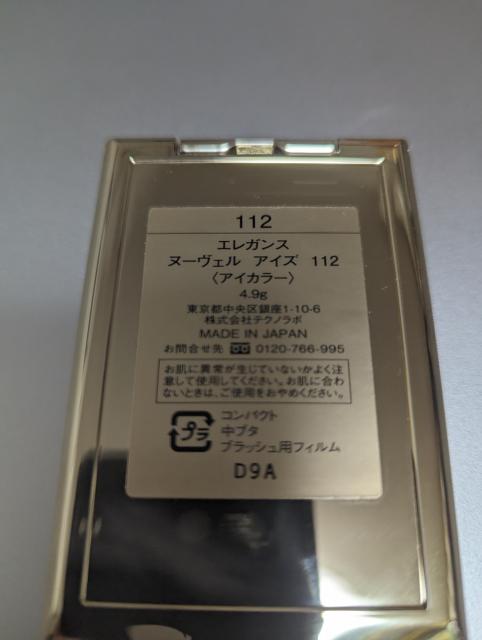 112
エレガンス
ヌーヴェル アイズ 112
〈アイカラー〉
4.9g
東京都中央区銀座1-10-6
株式会社テクノラボ
MADE IN JAPAN
お問合せ先 0120-766-995
お肌に異常が生じていないかよく注
意して使用してください。お肌に合わ
ないときは、ご使用をおやめください。
プラ
コンパクト
中ブタ
ブラッシュ用フィルム
D9A